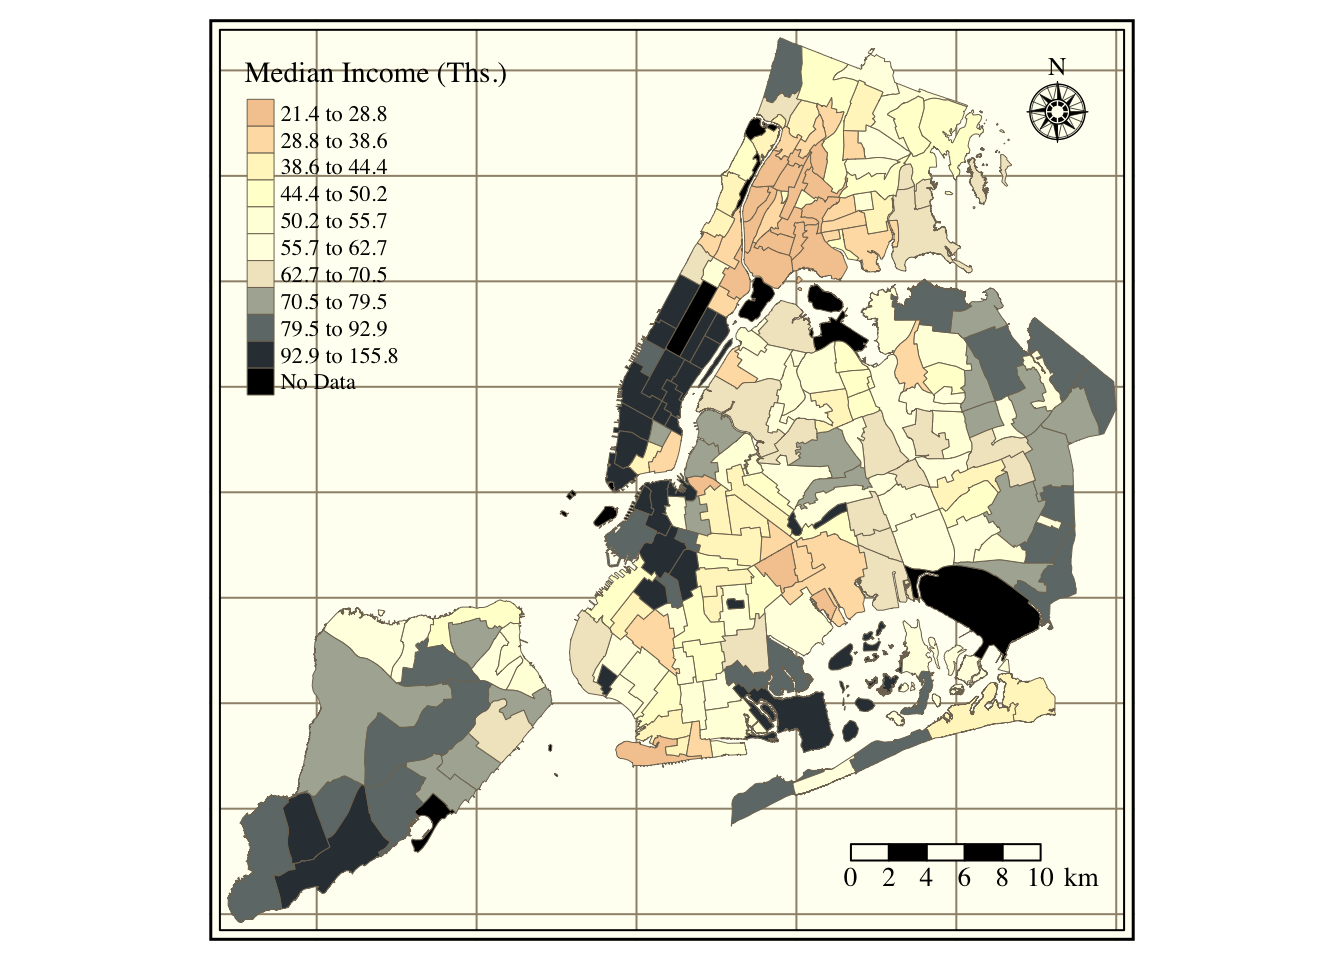 Median Income (Ths.)
21.4 to 28.8
28.8 to 38.6
38.6 to 44.4
44.4 to 50.2
50.2 to 55.7
55.7 to 62.7
62.7 to 70.5
70.5 to 79.5
79.5 to 92.9
92.9 to 155.8
No Data
N
0 2 4 6 8 10 km